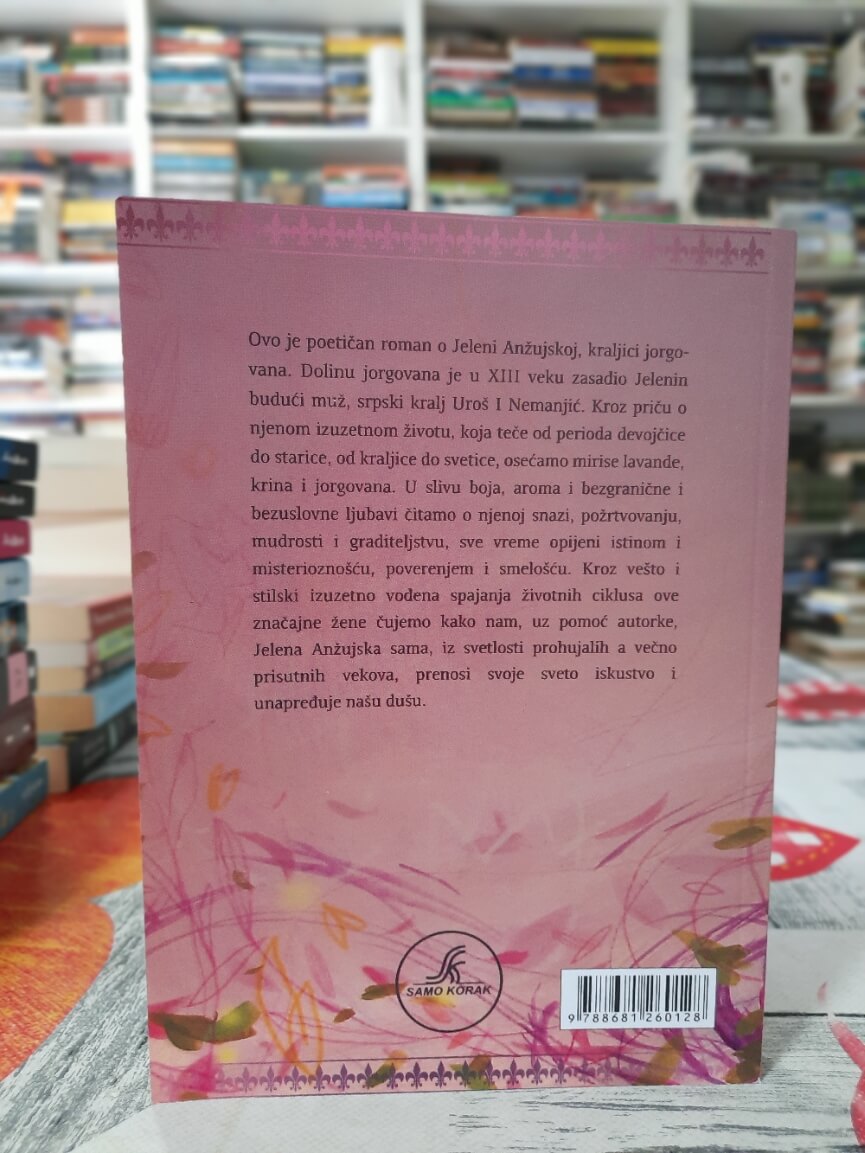 Ovo je poetičan roman o Jeleni Anžujskoj, kraljici jorgo-
vana. Dolinu jorgovana je u XIII veku zasadio Jelenin
budući muž, srpski kralj Uroš I Nemanjić. Kroz priču o
njenom izuzetnom životu, koja teče od perioda devojčice
do starice, od kraljice do svetice, osećamo mirise lavande,
krina i jorgovana. U slivu boja, aroma i bezgranične i
bezuslovne ljubavi čitamo o njenoj snazi, požrtvovanju,
mudrosti i graditeljstvu, sve vreme opijeni istinom i
misterioznošću, poverenjem i smelošću. Kroz vešto i
stilski izuzetno vođena spajanja životnih ciklusa ove
značajne žene čujemo kako nam, uz pomoć autorke,
Jelena Anžujska sama, iz svetlosti prohujalih a večno
prisutnih vekova, prenosi svoje sveto iskustvo i
unapređuje našu dušu.
SAMO KORAK
9 788681 260128